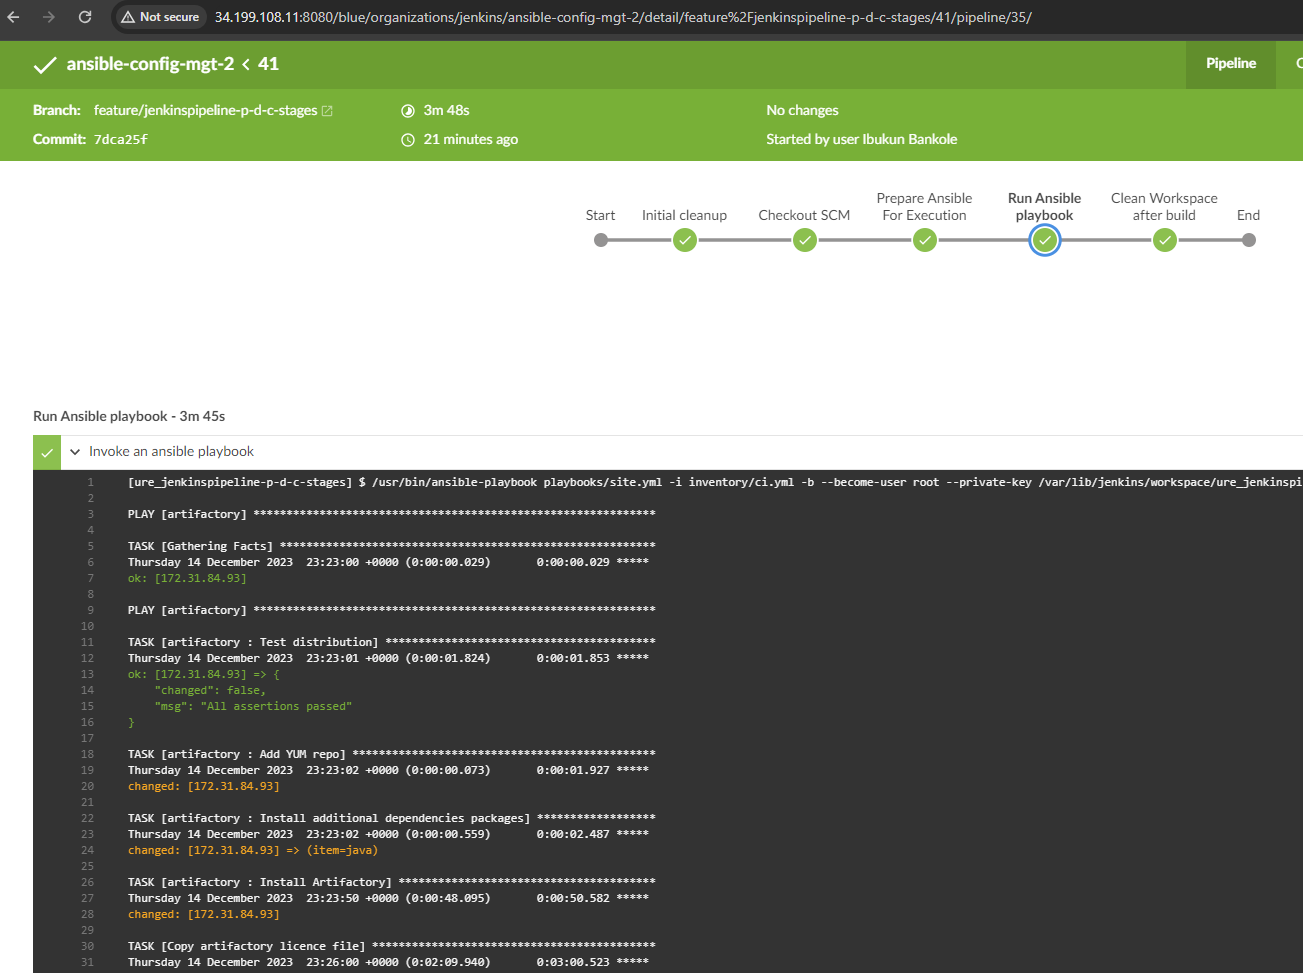 Not secure 34.199.108.11:8080/blue/organizations/jenkins/ansible-config-mgt-2/detail/feature%2Fjenkinspipeline-p-d-c-stages/41/pipeline/35/
ansible-config-mgt-2 < 41
Pipeline
Branch: feature/jenkinspipeline-p-d-c-stages
3m 48s
No changes
Commit: 7dca25f
21 minutes ago
Started by user Ibukun Bankole
Start
Initial cleanup
Checkout SCM
Prepare Ansible
For Execution
Run Ansible
playbook
Clean Workspace
after build
End
Run Ansible playbook - 3m 45s
Invoke an ansible playbook
1 [ure_jenkinspipeline-p-d-c-stages] $ /usr/bin/ansible-playbook playbooks/site.yml -i inventory/ci.yml -b --become-user root --private-key /var/lib/jenkins/workspace/ure_jenkinspi
2
3 PLAY [artifactory] *************************************************************
4
5 TASK [Gathering Facts] *********************************************************
6 Thursday 14 December 2023  23:23:00 +0000 (0:00:00.029)       0:00:00.029 *****
7 ok: [172.31.84.93]
8
9 PLAY [artifactory] *************************************************************
10
11 TASK [artifactory : Test distribution] *****************************************
12 Thursday 14 December 2023  23:23:01 +0000 (0:00:01.824)       0:00:01.853 *****
13 ok: [172.31.84.93] => {
14     "changed": false,
15     "msg": "All assertions passed"
16 }
17
18 TASK [artifactory : Add YUM repo] **********************************************
19 Thursday 14 December 2023  23:23:02 +0000 (0:00:00.073)       0:00:01.927 *****
20 changed: [172.31.84.93]
21
22 TASK [artifactory : Install additional dependencies packages] ******************
23 Thursday 14 December 2023  23:23:02 +0000 (0:00:00.559)       0:00:02.487 *****
24 changed: [172.31.84.93] => (item=java)
25
26 TASK [artifactory : Install Artifactory] ***************************************
27 Thursday 14 December 2023  23:23:50 +0000 (0:00:48.095)       0:00:50.582 *****
28 changed: [172.31.84.93]
29
30 TASK [Copy artifactory licence file] *******************************************
31 Thursday 14 December 2023  23:26:00 +0000 (0:02:09.940)       0:03:00.523 *****